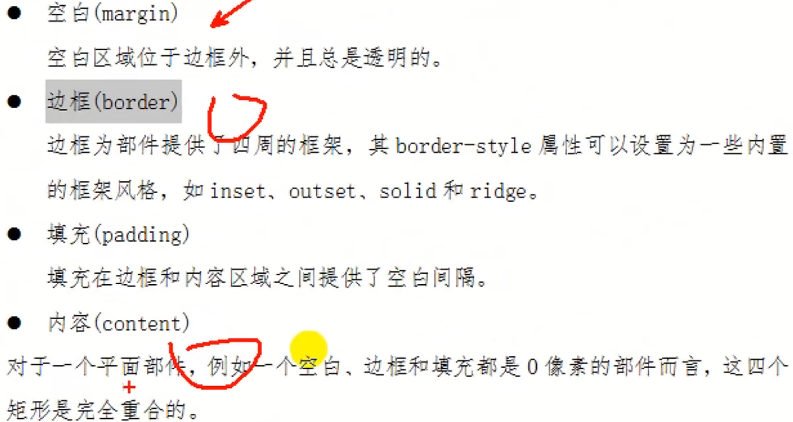 ● 空白(margin)
空白区域位于边框外，并且总是透明的。
● 边框(border)
边框为部件提供了四周的框架，其 border-style 属性可以设置为一些内置
的框架风格，如 inset、outset、solid 和 ridge。
● 填充(padding)
填充在边框和内容区域之间提供了空白间隔。
● 内容(content)
对于一个平面部件，例如一个空白、边框和填充都是 0 像素的部件而言，这四个
矩形是完全重合的。